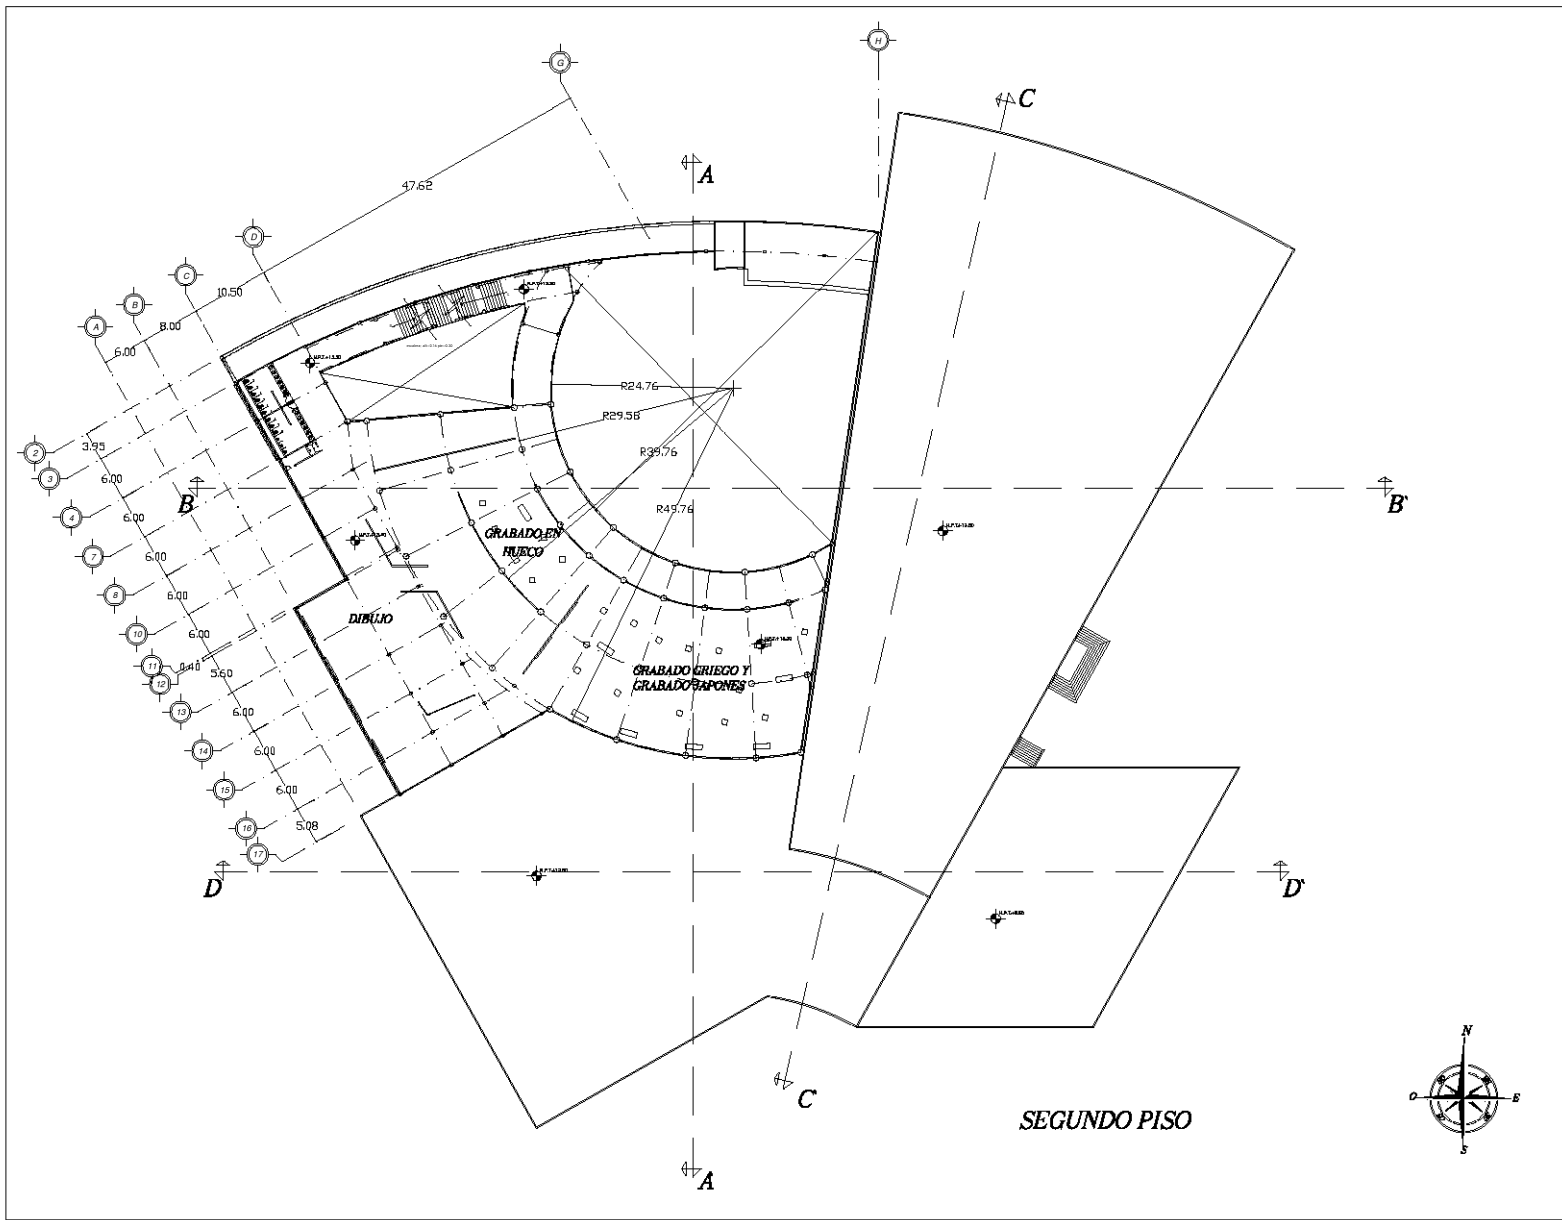 H
G
C
A
47.62
D
C
10.50
B
8.00
A
6.00
R24.76
R29.58
R39.76
R49.76
2
3.95
3
6.00
4
6.00
7
6.00
8
6.00
10
6.00
11
0.40
12
5.60
13
6.00
14
6.00
15
6.00
16
5.08
17
B
B'
GRABADO EN
HUECO
DIBUJO
GRABADO GRIEGO Y
GRABADO JAPONES
D
D'
C'
A'
SEGUNDO PISO
N
O
E
S